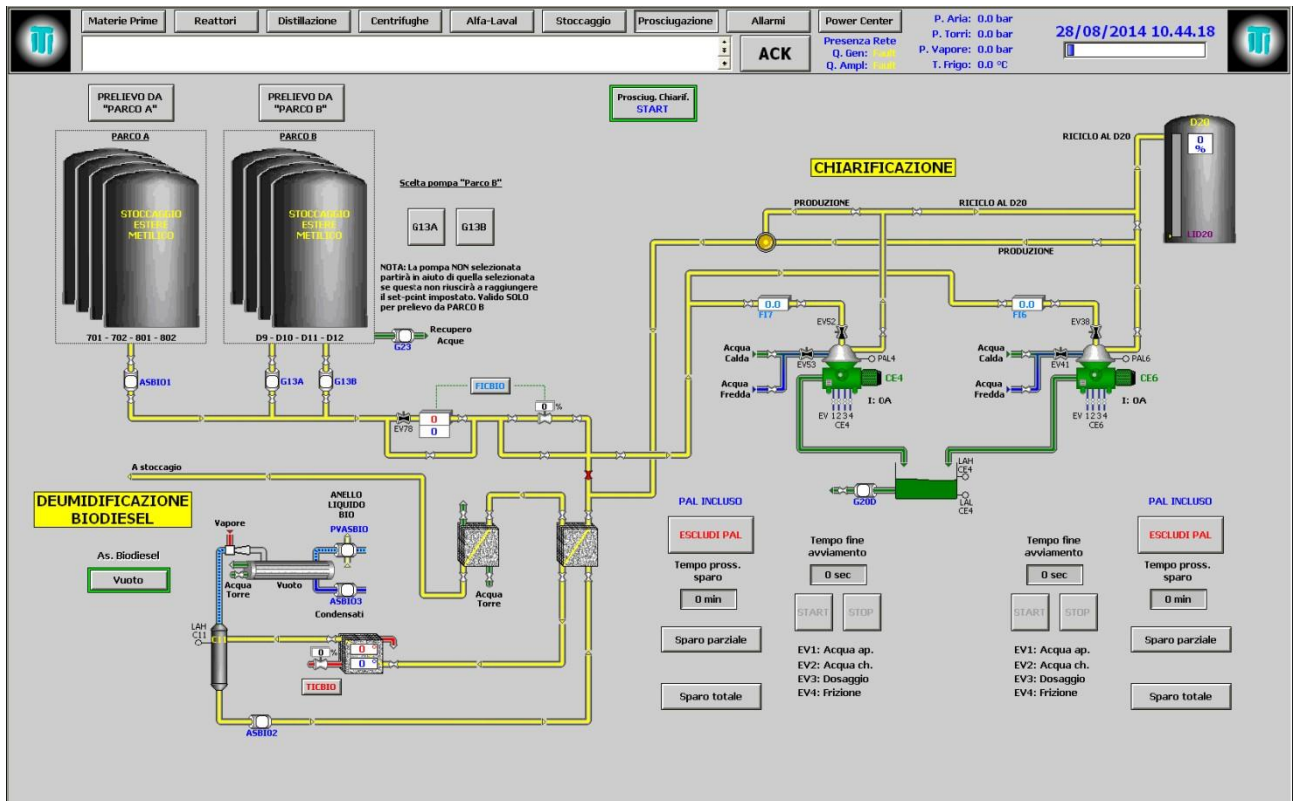 Materie Prime
Reattori
Distillazione
Centrifughe
Alfa-Laval
Stoccaggio
Prosciugazione
Allarmi
Power Center
P. Aria: 0.0 bar
P. Torri: 0.0 bar
P. Vapore: 0.0 bar
T. Frigo: 0.0 °C
28/08/2014 10.44.18
ACK
Presenza Rete
Q. Gen: Fault
Q. Ampl: Fault
PRELIEVO DA
"PARCO A"
PRELIEVO DA
"PARCO B"
Prosciug. Chiarif.
START
PARCO A
PARCO B
STOCCAGGIO
ESTERE
METILICO
STOCCAGGIO
ESTERE
METILICO
701 - 702 - 801 - 802
D9 - D10 - D11 - D12
Scelta pompa "Parco B"
G13A
G13B
NOTA: La pompa NON selezionata
partirà in aiuto di quella selezionata
se questa non riuscirà a raggiungere
il set-point impostato. Valido SOLO
per prelievo da PARCO B
G23
Recupero
Acque
ASBIO1
G13A
G13B
FICBIO
EV78
0
0
0 %
CHIARIFICAZIONE
RICICLO AL D20
D20
0
%
LID20
PRODUZIONE
RICICLO AL D20
PRODUZIONE
0.0
FI7
EV52
0.0
FI6
EV38
Acqua
Calda
EV53
PAL4
Acqua
Fredda
CE4
I: 0A
EV 1 2 3 4
CE4
Acqua
Calda
EV41
PAL6
Acqua
Fredda
CE6
I: 0A
EV 1 2 3 4
CE6
LAH
CE4
LAL
CE4
G20D
A stoccagio
DEUMIDIFICAZIONE
BIODIESEL
As. Biodiesel
Vuoto
Vapore
ANELLO
LIQUIDO
BIO
PVASBIO
Acqua
Torre
Vuoto
ASBIO3
Condensati
Acqua
Torre
LAH
C11
C11
0 %
0 °
0 °
TICBIO
ASBIO2
PAL INCLUSO
ESCLUDI PAL
Tempo pross.
sparo
0 min
Sparo parziale
Sparo totale
Tempo fine
avviamento
0 sec
START
STOP
EV1: Acqua ap.
EV2: Acqua ch.
EV3: Dosaggio
EV4: Frizione
Tempo fine
avviamento
0 sec
START
STOP
EV1: Acqua ap.
EV2: Acqua ch.
EV3: Dosaggio
EV4: Frizione
PAL INCLUSO
ESCLUDI PAL
Tempo pross.
sparo
0 min
Sparo parziale
Sparo totale